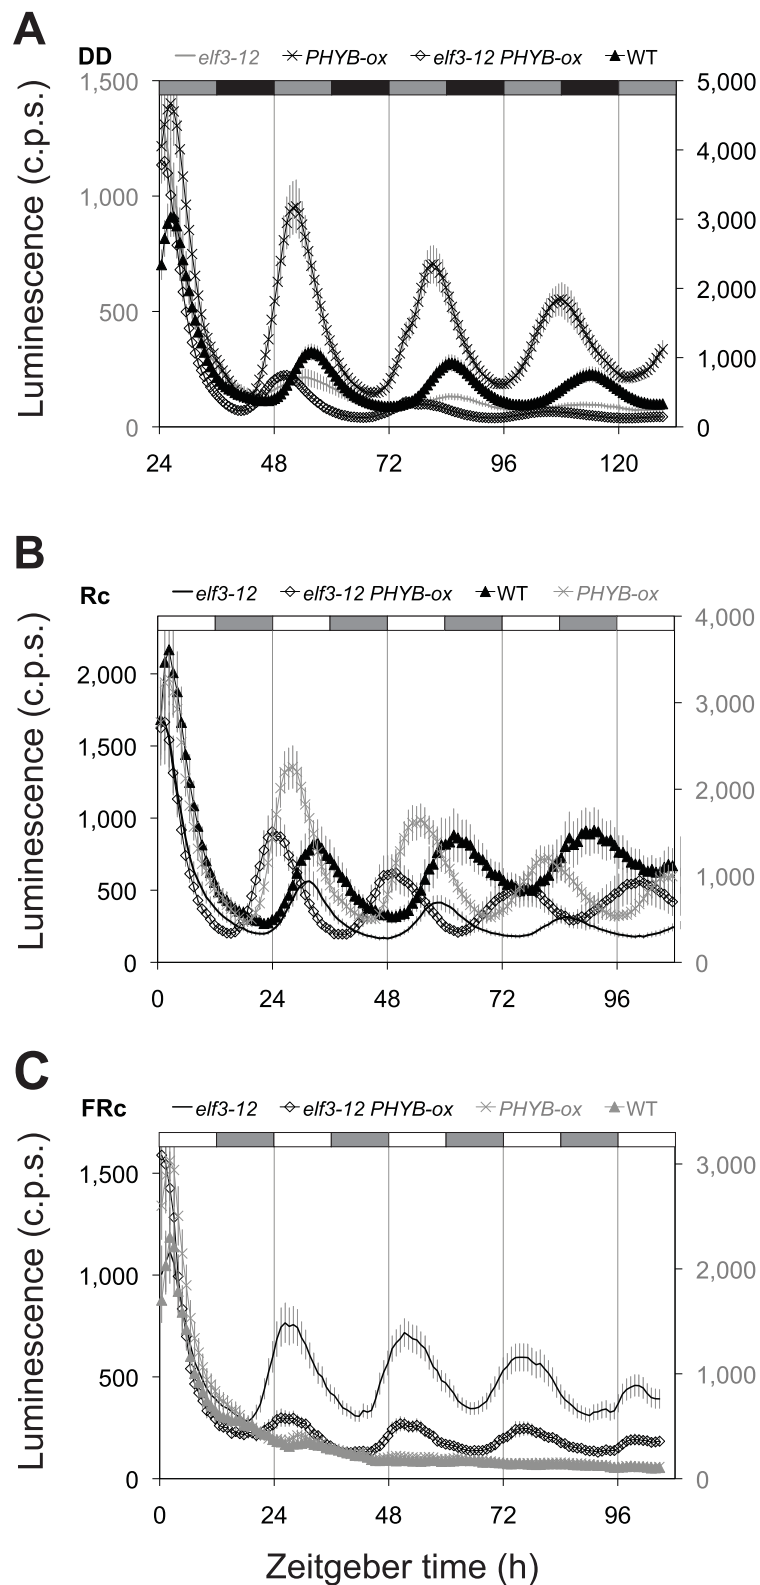 A
DD elf3-12 PHYB-ox elf3-12 PHYB-ox WT
Luminescence (c.p.s.)
1,500
1,000
500
0
5,000
4,000
3,000
2,000
1,000
0
24 48 72 96 120
B
Rc elf3-12 elf3-12 PHYB-ox WT PHYB-ox
Luminescence (c.p.s.)
2,000
1,500
1,000
500
0
4,000
3,000
2,000
1,000
0
0 24 48 72 96
C
FRc elf3-12 elf3-12 PHYB-ox PHYB-ox WT
Luminescence (c.p.s.)
1,500
1,000
500
0
3,000
2,000
1,000
0
0 24 48 72 96
Zeitgeber time (h)